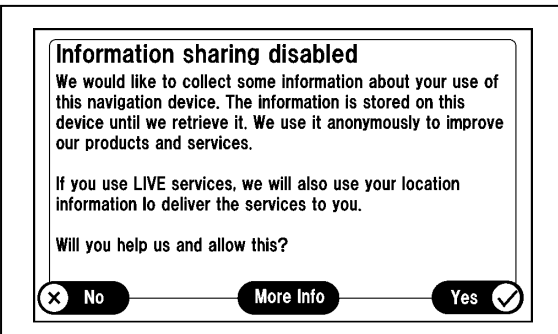 Information sharing disabled
We would like to collect some information about your use of
this navigation device. The information is stored on this
device until we retrieve it. We use it anonymously to improve
our products and services.
If you use LIVE services, we will also use your location
information lo deliver the services to you.
Will you help us and allow this?
No
More Info
Yes